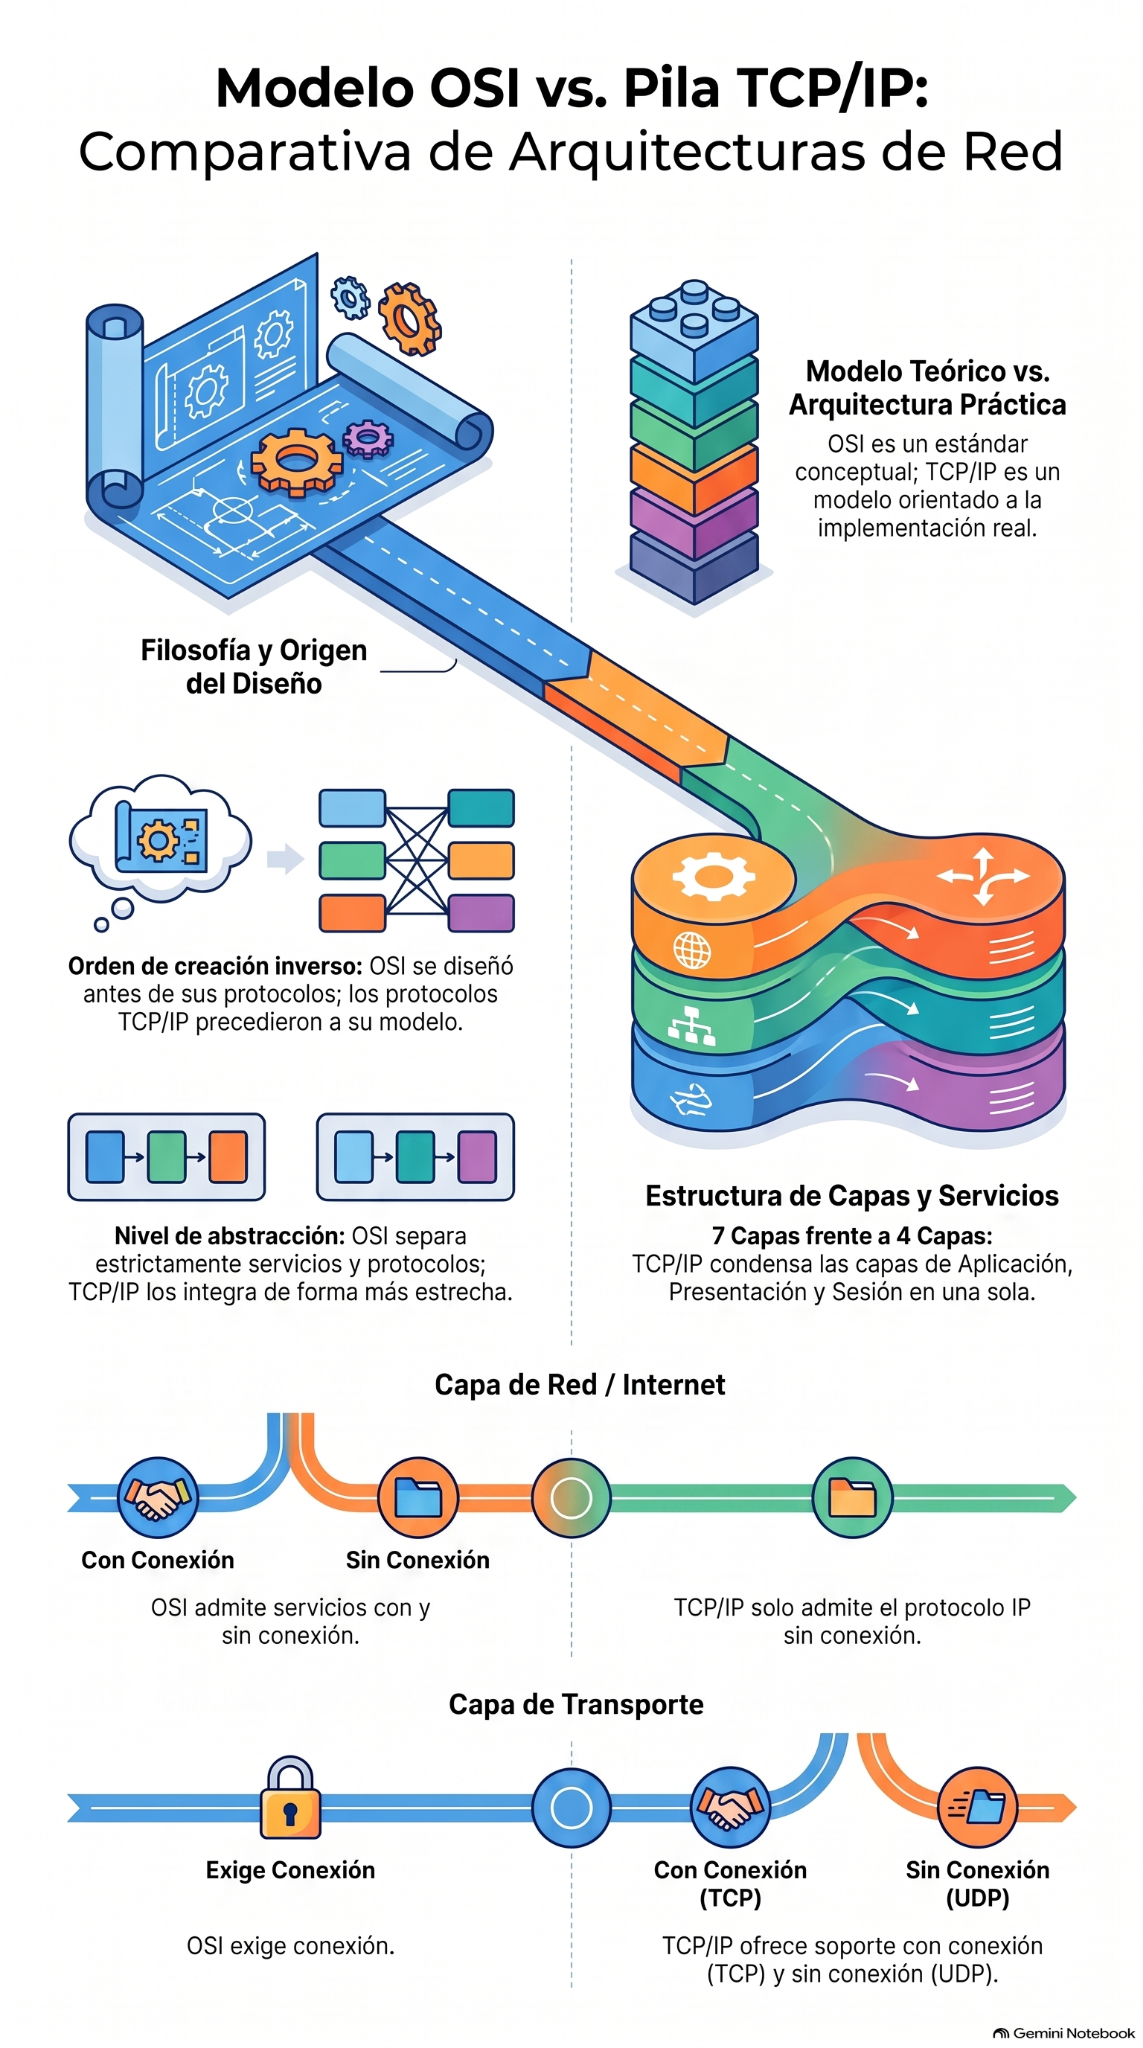 Modelo OSI vs. Pila TCP/IP:
Comparativa de Arquitecturas de Red
Modelo Teórico vs.
Arquitectura Práctica
OSI es un estándar
conceptual; TCP/IP es un
modelo orientado a la
implementación real.
Filosofía y Origen
del Diseño
Orden de creación inverso: OSI se diseñó
antes de sus protocolos; los protocolos
TCP/IP precedieron a su modelo.
Nivel de abstracción: OSI separa
estrictamente servicios y protocolos;
TCP/IP los integra de forma más estrecha.
Estructura de Capas y Servicios
7 Capas frente a 4 Capas:
TCP/IP condensa las capas de Aplicación,
Presentación y Sesión en una sola.
Capa de Red / Internet
Con Conexión
Sin Conexión
OSI admite servicios con y
sin conexión.
TCP/IP solo admite el protocolo IP
sin conexión.
Capa de Transporte
Exige Conexión
Con Conexión
(TCP)
Sin Conexión
(UDP)
OSI exige conexión.
TCP/IP ofrece soporte con conexión
(TCP) y sin conexión (UDP).
Gemini Notebook